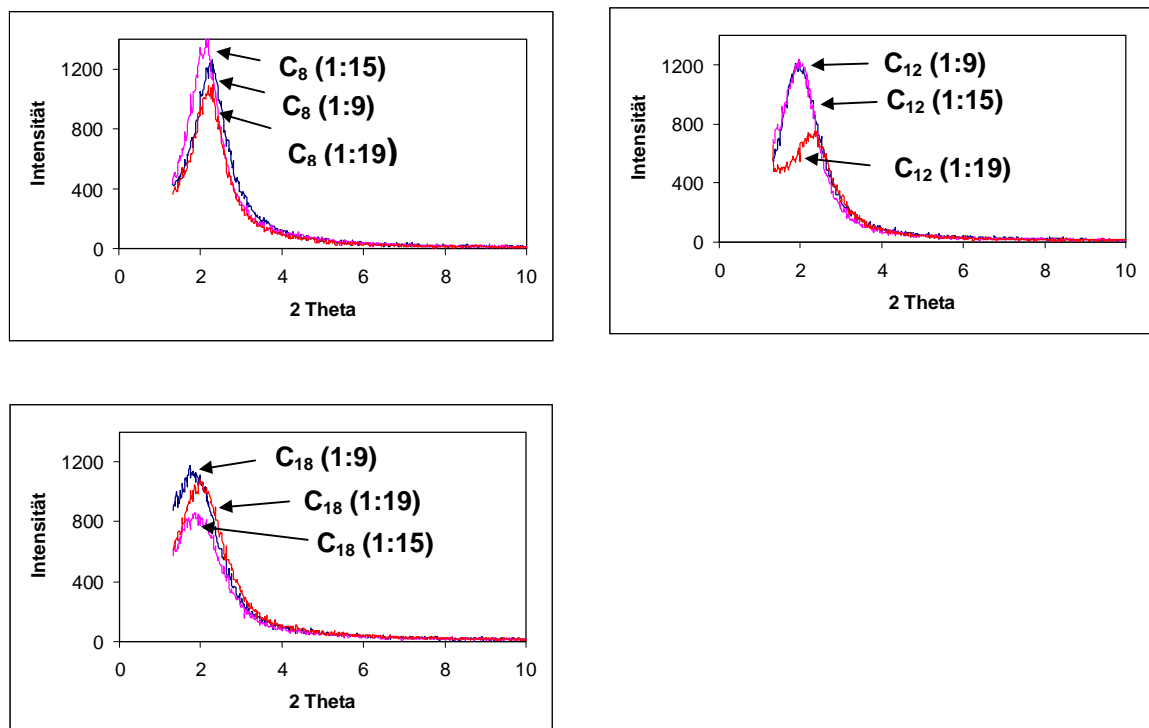 1200
800
400
0
Intensität
C₈ (1:15)
C₈ (1:9)
C₈ (1:19)
0 2 4 6 8 10
2 Theta
1200
800
400
0
Intensität
C₁₂ (1:9)
C₁₂ (1:15)
C₁₂ (1:19)
0 2 4 6 8 10
2 Theta
1200
800
400
0
Intensität
C₁₈ (1:9)
C₁₈ (1:19)
C₁₈ (1:15)
0 2 4 6 8 10
2 Theta